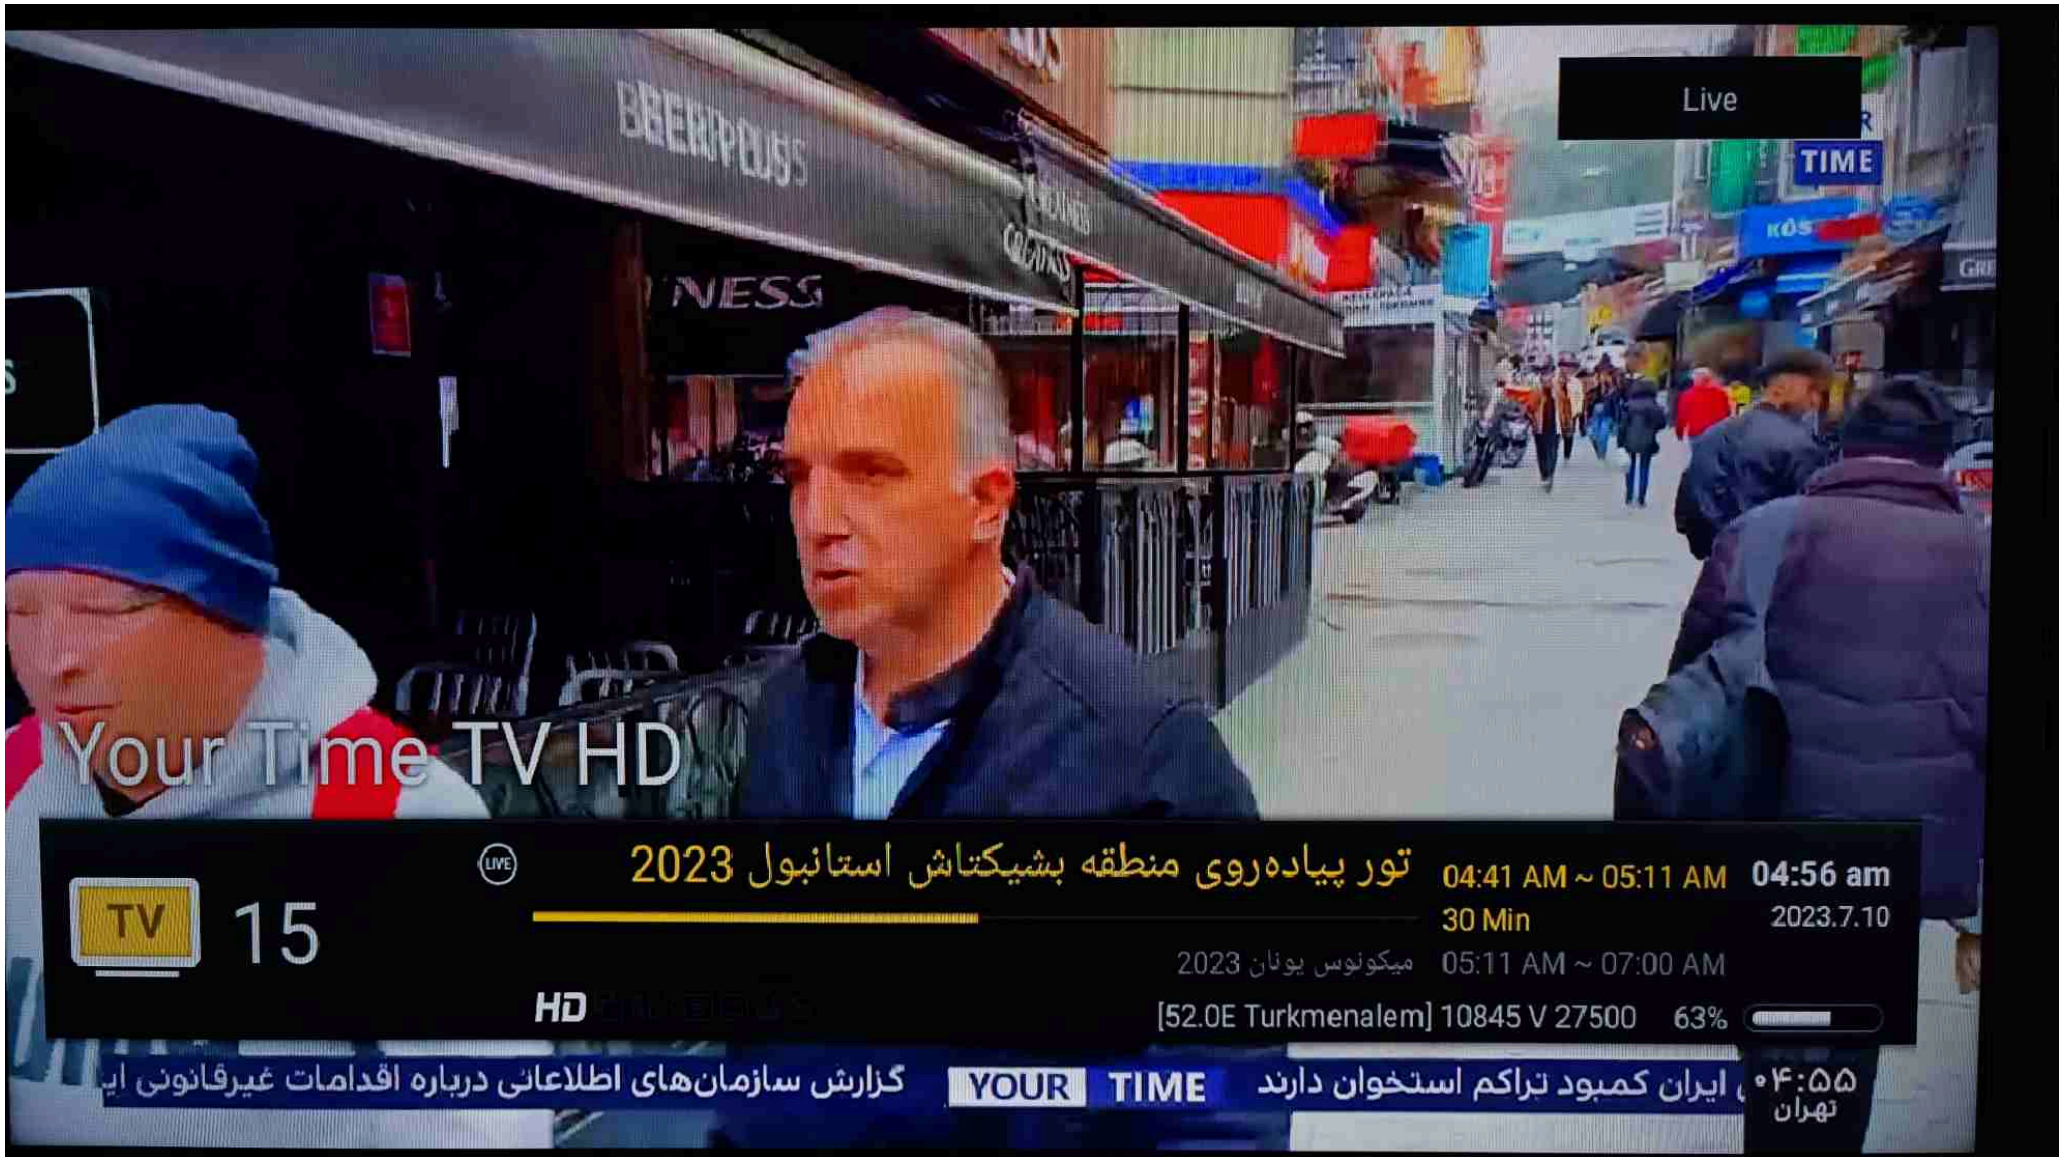 Live
TIME
KÖS
NESS
Your Time TV HD
TV 15
LIVE
تور پیاده‌روی منطقه بشیکتاش استانبول 2023
04:41 AM ~ 05:11 AM
04:56 am
30 Min
2023.7.10
میکونوس یونان 2023
05:11 AM ~ 07:00 AM
HD
[52.0E Turkmenalem] 10845 V 27500 63%
ایران کمبود تراکم استخوان دارند YOUR TIME گزارش سازمان‌های اطلاعاتی درباره اقدامات غیرقانونی ایر
۰۴:۵۵
تهران